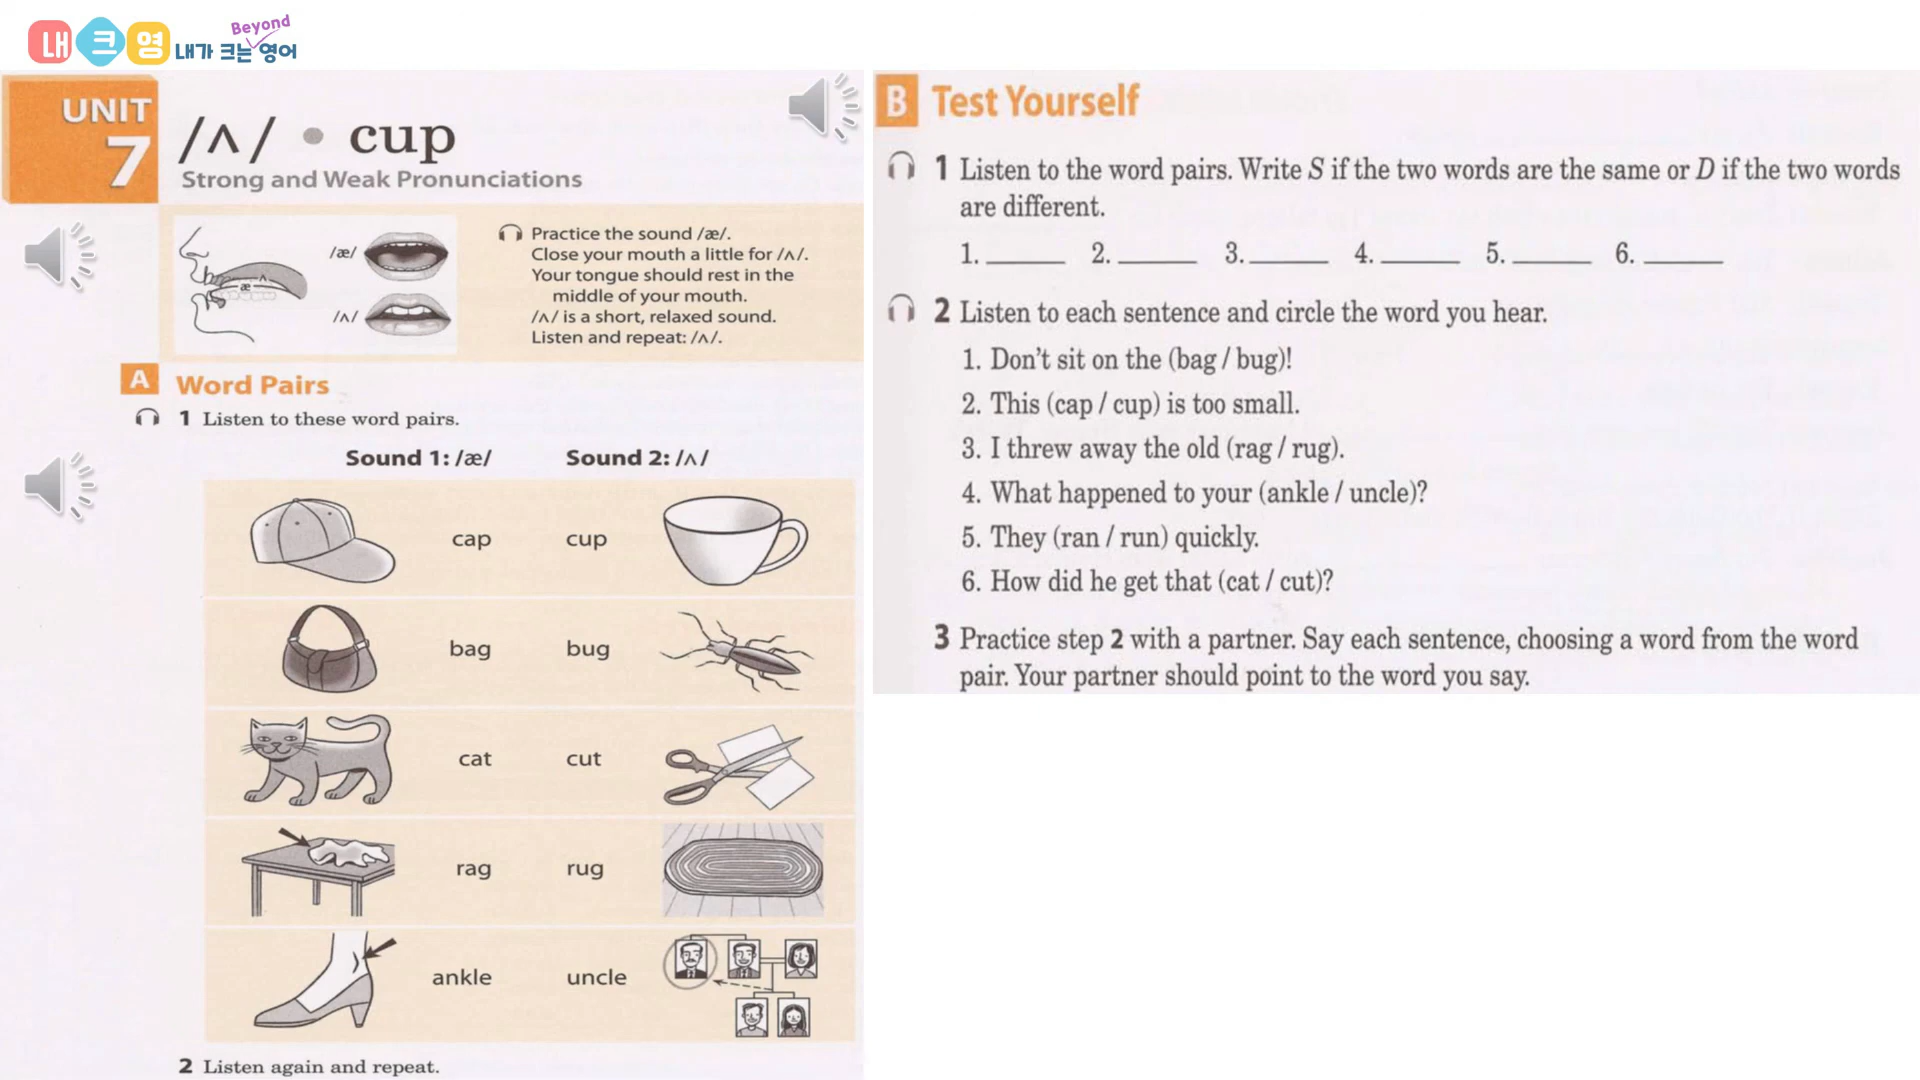 내크영 내가 크는 영어
Beyond
UNIT
7
/ʌ/ • cup
Strong and Weak Pronunciations
/æ/
/ʌ/
ʌ
æ
Practice the sound /æ/.
Close your mouth a little for /ʌ/.
Your tongue should rest in the
middle of your mouth.
/ʌ/ is a short, relaxed sound.
Listen and repeat: /ʌ/.
A Word Pairs
1 Listen to these word pairs.
Sound 1: /æ/ Sound 2: /ʌ/
cap cup
bag bug
cat cut
rag rug
ankle uncle
2 Listen again and repeat.
B Test Yourself
1 Listen to the word pairs. Write S if the two words are the same or D if the two words
are different.
1. ______ 2. ______ 3. ______ 4. ______ 5. ______ 6. ______
2 Listen to each sentence and circle the word you hear.
1. Don't sit on the (bag / bug)!
2. This (cap / cup) is too small.
3. I threw away the old (rag / rug).
4. What happened to your (ankle / uncle)?
5. They (ran / run) quickly.
6. How did he get that (cat / cut)?
3 Practice step 2 with a partner. Say each sentence, choosing a word from the word
pair. Your partner should point to the word you say.